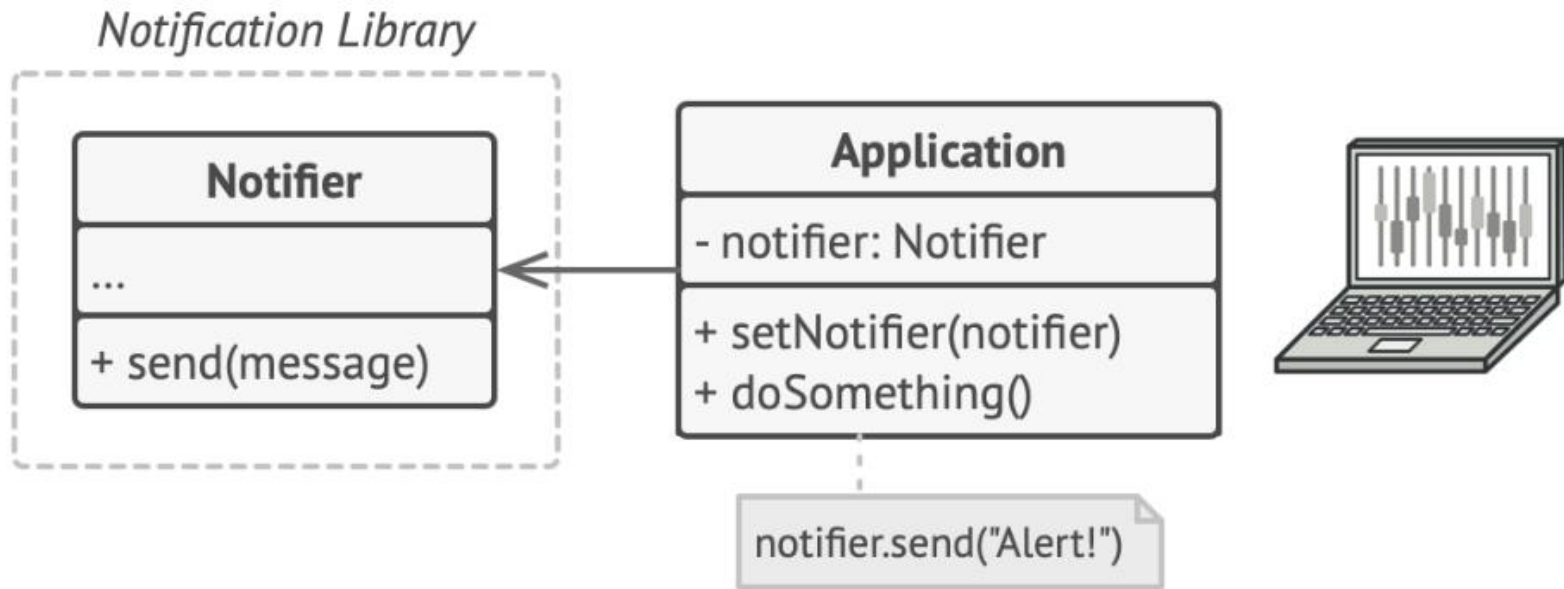 Notification Library
Notifier
...
+ send(message)
Application
- notifier: Notifier
+ setNotifier(notifier)
+ doSomething()
notifier.send("Alert!")